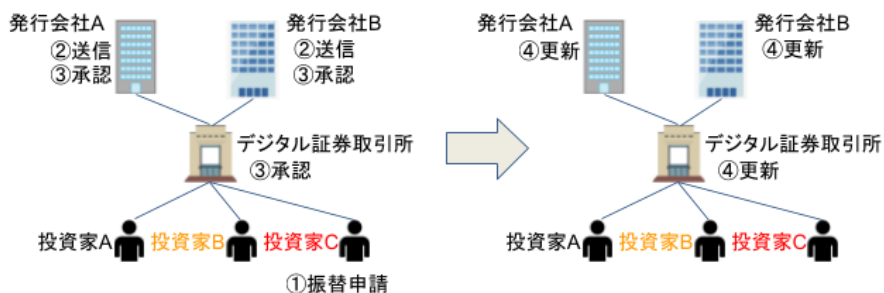 発行会社A
②送信
③承認
発行会社B
②送信
③承認
デジタル証券取引所
③承認
投資家A
投資家B
投資家C
①振替申請
発行会社A
④更新
発行会社B
④更新
デジタル証券取引所
④更新
投資家A
投資家B
投資家C